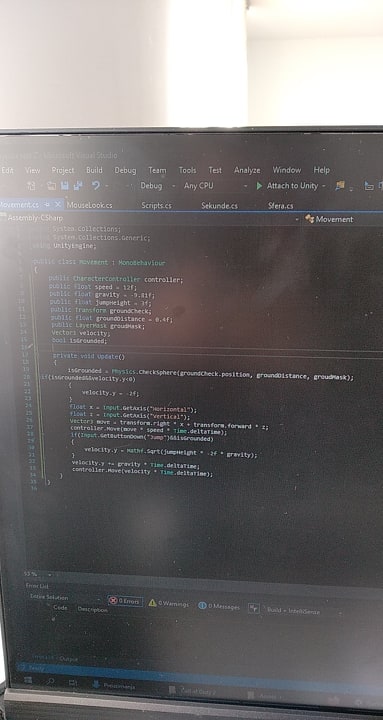 Microsoft Visual Studio
Edit View Project Build Debug Team Tools Test Analyze Window Help
Debug Any CPU Attach to Unity
Movement.cs MouseLook.cs Scripts.cs Sekunde.cs Sfera.cs
Assembly-CSharp Movement
System.Collections;
System.Collections.Generic;
using UnityEngine;
public class Movement : MonoBehaviour
{
public CharacterController controller;
public float speed = 12f;
public float gravity = -9.81f;
public float jumpHeight = 3f;
public Transform groundCheck;
public float groundDistance = 0.4f;
public LayerMask groudMask;
Vector3 velocity;
bool isGrounded;
private void Update()
{
isGrounded = Physics.CheckSphere(groundCheck.position, groundDistance, groudMask);
if(isGrounded&&velocity.y<0)
{
velocity.y = -2f;
}
float x = Input.GetAxis("Horizontal");
float z = Input.GetAxis("Vertical");
Vector3 move = transform.right * x + transform.forward * z;
controller.Move(move * speed * Time.deltaTime);
if(Input.GetButtonDown("Jump")&&isGrounded)
{
velocity.y = Mathf.Sqrt(jumpHeight * -2f * gravity);
}
velocity.y += gravity * Time.deltaTime;
controller.Move(velocity * Time.deltaTime);
}
}
93 %
Error List
Entire Solution 0 Errors 0 Warnings 0 Messages Build + IntelliSense
Code Description
Output
Ready